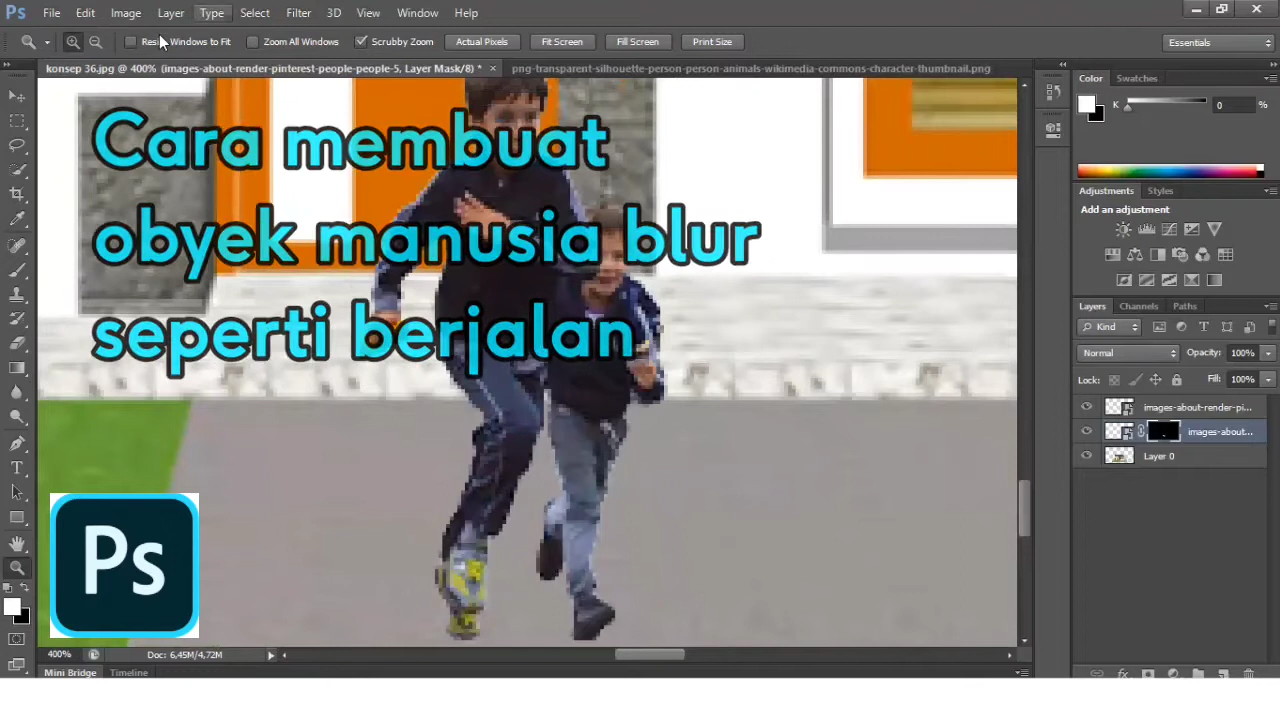 Ps File Edit Image Layer Type Select Filter 3D View Window Help
Windows to Fit Zoom All Windows Scrubby Zoom Actual Pixels Fit Screen Fill Screen Print Size Essentials
konsep 36.jpg @ 400% (images-about-render-pinterest-people-people-5, Layer Mask/8) * × png-transparent-silhouette-person-person-animals-wikimedia-commons-character-thumbnail.png
Color Swatches
K 0 %
Adjustments Styles
Add an adjustment
Layers Channels Paths
Kind
Normal Opacity: 100%
Lock: Fill: 100%
images-about-render-pi...
images-about...
Layer 0
Cara membuat
obyek manusia blur
seperti berjalan
Ps
400% Doc: 6,45M/4,72M
Mini Bridge Timeline